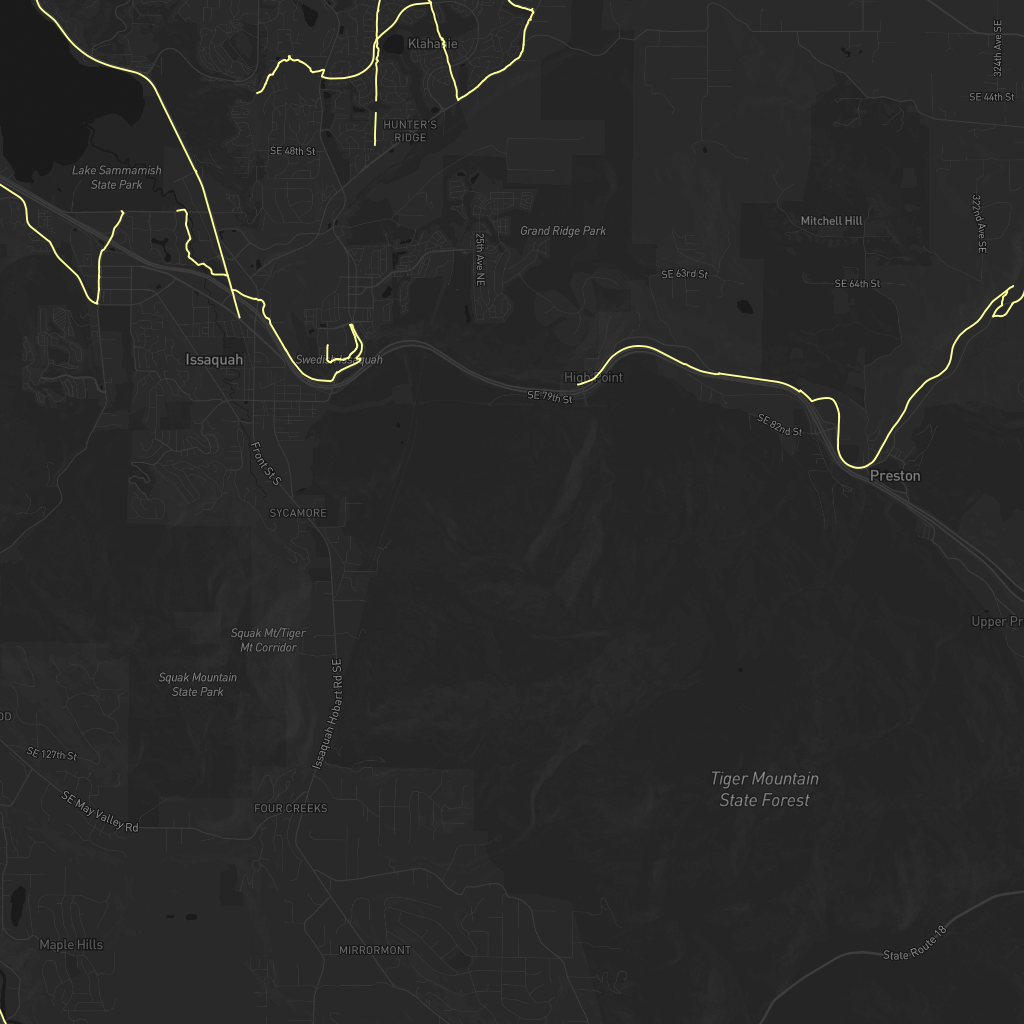 Klahanie
324th Ave SE
SE 44th St
HUNTER'S
RIDGE
SE 48th St
Lake Sammamish
State Park
322nd Ave SE
Mitchell Hill
Grand Ridge Park
25th Ave NE
SE 63rd St
SE 64th St
Issaquah
Swedish Issaquah
High Point
SE 79th St
SE 82nd St
Front St S
Preston
SYCAMORE
Upper Pr
Squak Mt/Tiger
Mt Corridor
Squak Mountain
State Park
Issaquah Hobart Rd SE
OD
SE 127th St
Tiger Mountain
State Forest
SE May Valley Rd
FOUR CREEKS
State Route 18
Maple Hills
MIRRORMONT